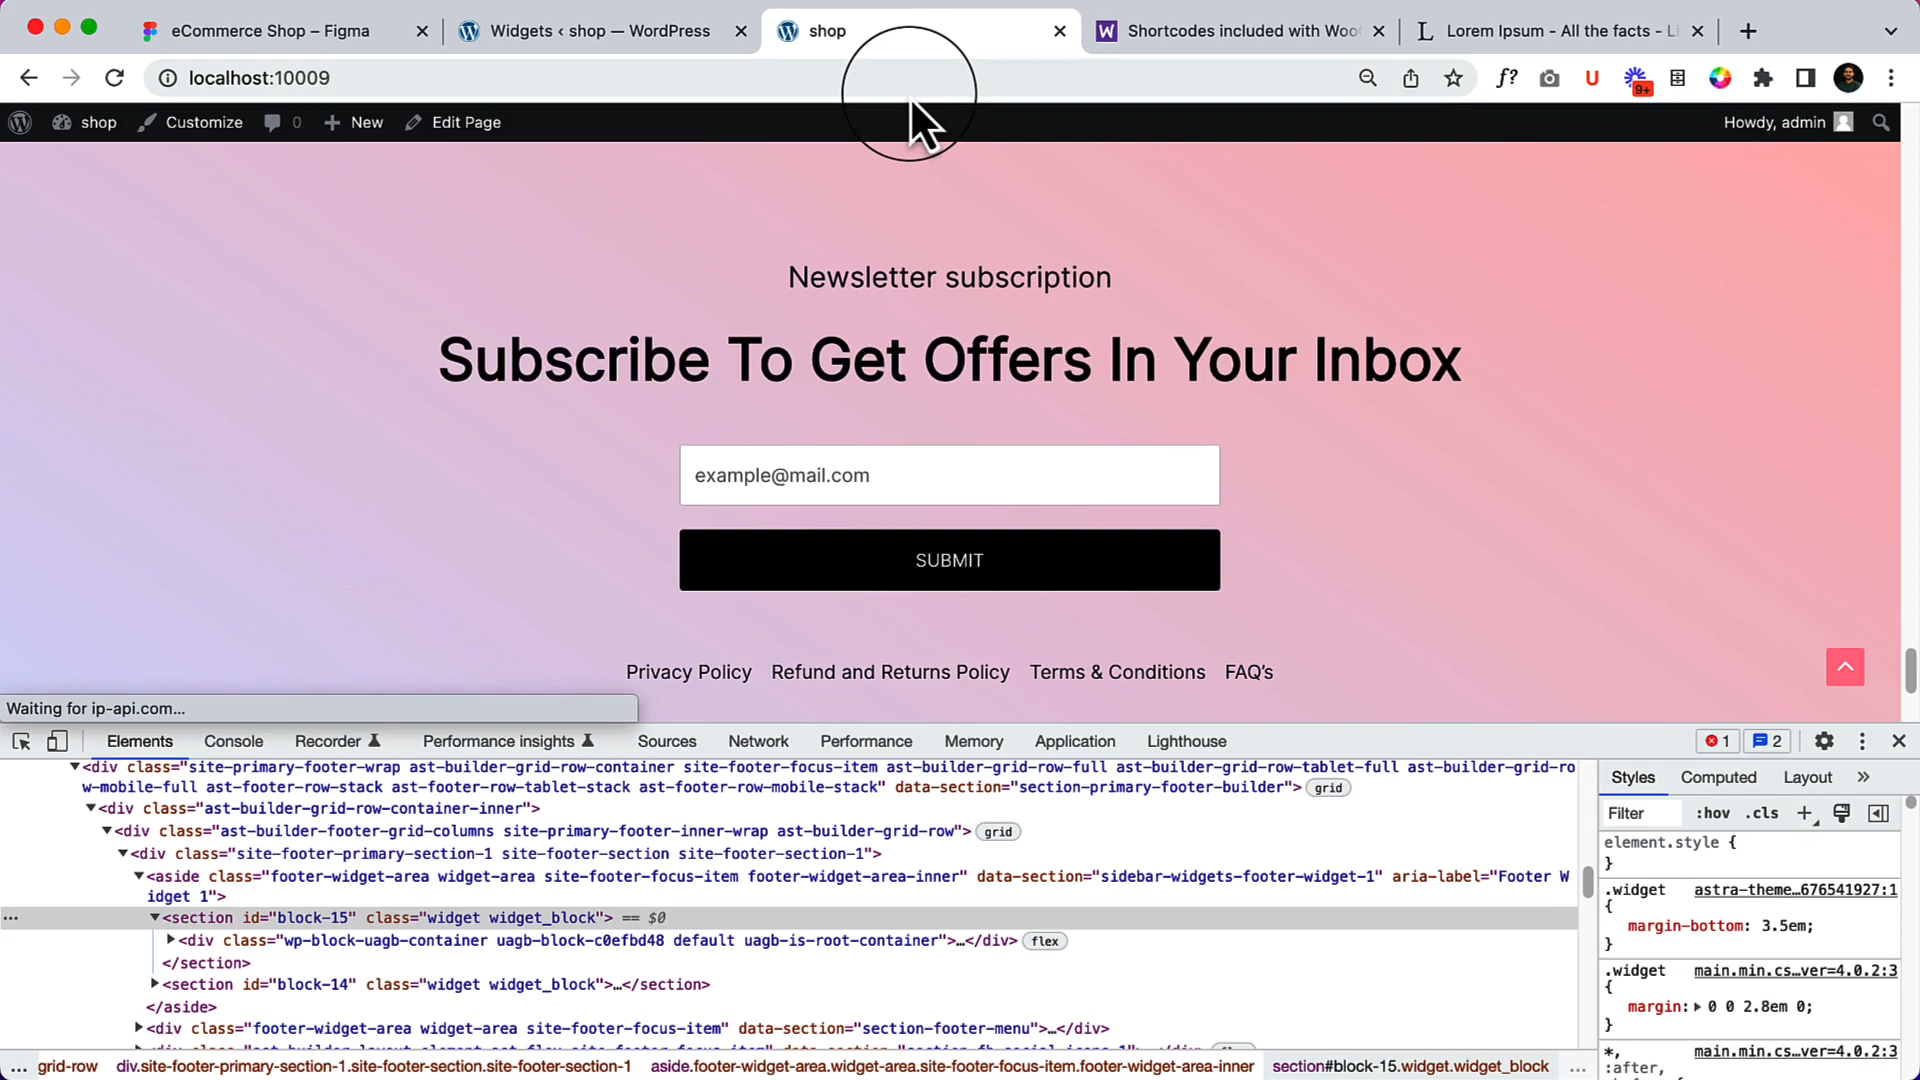 eCommerce Shop – Figma
Widgets ‹ shop — WordPress
shop
Shortcodes included with Woo
Lorem Ipsum - All the facts - Li
localhost:10009
f?
U
9+
shop
Customize
0
New
Edit Page
Howdy, admin
Newsletter subscription
Subscribe To Get Offers In Your Inbox
example@mail.com
SUBMIT
Privacy Policy Refund and Returns Policy Terms & Conditions FAQ's
Waiting for ip-api.com...
Elements Console Recorder Performance insights Sources Network Performance Memory Application Lighthouse 1 2
<div class="site-primary-footer-wrap ast-builder-grid-row-container site-footer-focus-item ast-builder-grid-row-full ast-builder-grid-row-tablet-full ast-builder-grid-ro
w-mobile-full ast-footer-row-stack ast-footer-row-tablet-stack ast-footer-row-mobile-stack" data-section="section-primary-footer-builder"> grid
<div class="ast-builder-grid-row-container-inner">
<div class="ast-builder-footer-grid-columns site-primary-footer-inner-wrap ast-builder-grid-row"> grid
<div class="site-footer-primary-section-1 site-footer-section site-footer-section-1">
<aside class="footer-widget-area widget-area site-footer-focus-item footer-widget-area-inner" data-section="sidebar-widgets-footer-widget-1" aria-label="Footer W
idget 1">
... <section id="block-15" class="widget widget_block"> == $0
<div class="wp-block-uagb-container uagb-block-c0efbd48 default uagb-is-root-container">…</div> flex
</section>
<section id="block-14" class="widget widget_block">…</section>
</aside>
<div class="footer-widget-area widget-area site-footer-focus-item" data-section="section-footer-menu">…</div>
... grid-row div.site-footer-primary-section-1.site-footer-section.site-footer-section-1 aside.footer-widget-area.widget-area.site-footer-focus-item.footer-widget-area-inner section#block-15.widget.widget_block ...
Styles Computed Layout »
Filter :hov .cls +
element.style {
}
.widget astra-theme…676541927:1
{
margin-bottom: 3.5em;
}
.widget main.min.cs…ver=4.0.2:3
{
margin: 0 0 2.8em 0;
}
*, main.min.cs…ver=4.0.2:3
:after,